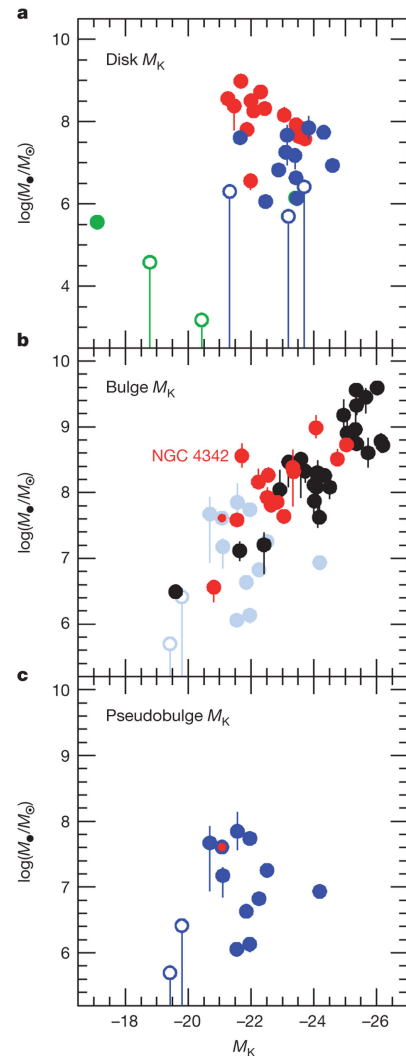 a
10
Disk M_K
8
log(M_●/M_☉)
6
4
b
10
Bulge M_K
9
NGC 4342
log(M_●/M_☉)
8
7
6
c
10
Pseudobulge M_K
9
log(M_●/M_☉)
8
7
6
–18 –20 –22 –24 –26
M_K